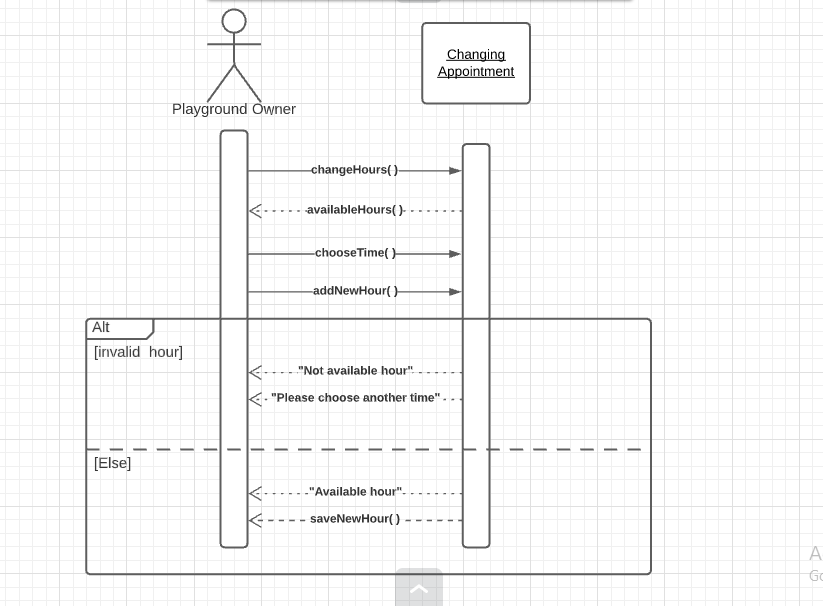 Changing
Appointment
Playground Owner
changeHours( )
availableHours( )
chooseTime( )
addNewHour( )
Alt
[invalid hour]
"Not available hour"
"Please choose another time"
[Else]
"Available hour"
saveNewHour( )